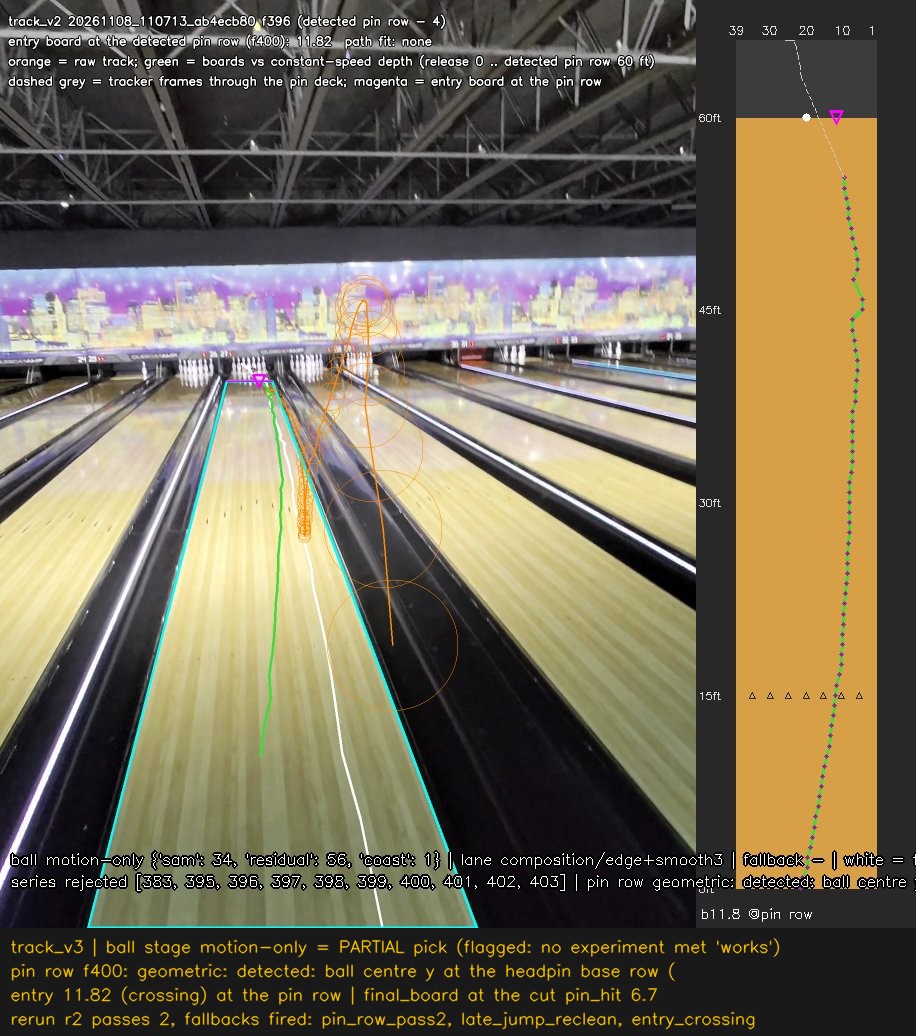 track_v2 20261108_110713_ab4ecb80 f396 (detected pin row - 4)
entry board at the detected pin row (f400): 11.82  path fit: none
orange = raw track; green = boards vs constant-speed depth (release 0 .. detected pin row 60 ft)
dashed grey = tracker frames through the pin deck; magenta = entry board at the pin row
39 30 20 10 1
60ft
45ft
30ft
15ft
0ft
ball motion-only {'sam': 34, 'residual': 56, 'coast': 1} | lane composition/edge+smooth3 | fallback - | white = f
series rejected [383, 395, 396, 397, 398, 399, 400, 401, 402, 403] | pin row geometric: detected: ball centre y
b11.8 @pin row
track_v3 | ball stage motion-only = PARTIAL pick (flagged: no experiment met 'works')
pin row f400: geometric: detected: ball centre y at the headpin base row (
entry 11.82 (crossing) at the pin row | final_board at the cut pin_hit 6.7
rerun r2 passes 2, fallbacks fired: pin_row_pass2, late_jump_reclean, entry_crossing